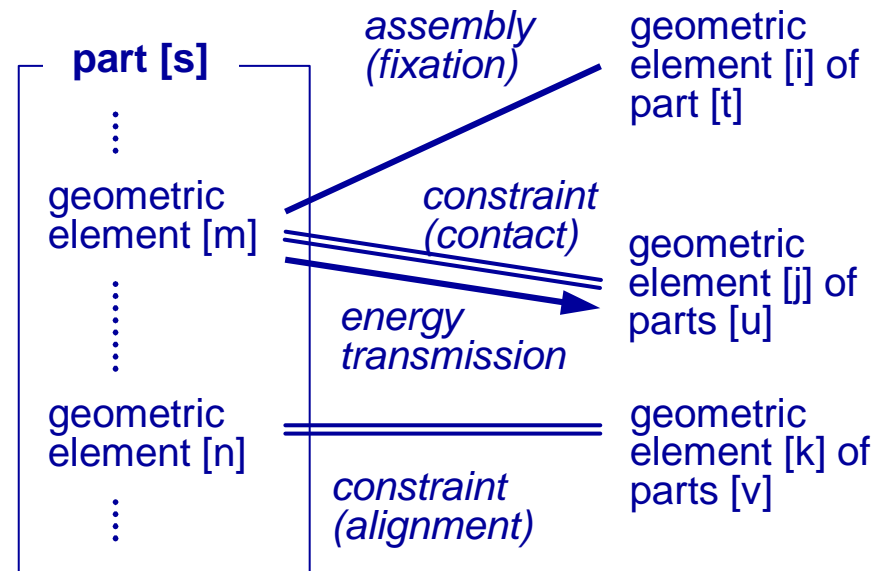 part [s]
geometric
element [m]
geometric
element [n]
assembly
(fixation)
constraint
(contact)
energy
transmission
constraint
(alignment)
geometric
element [i] of
part [t]
geometric
element [j] of
parts [u]
geometric
element [k] of
parts [v]